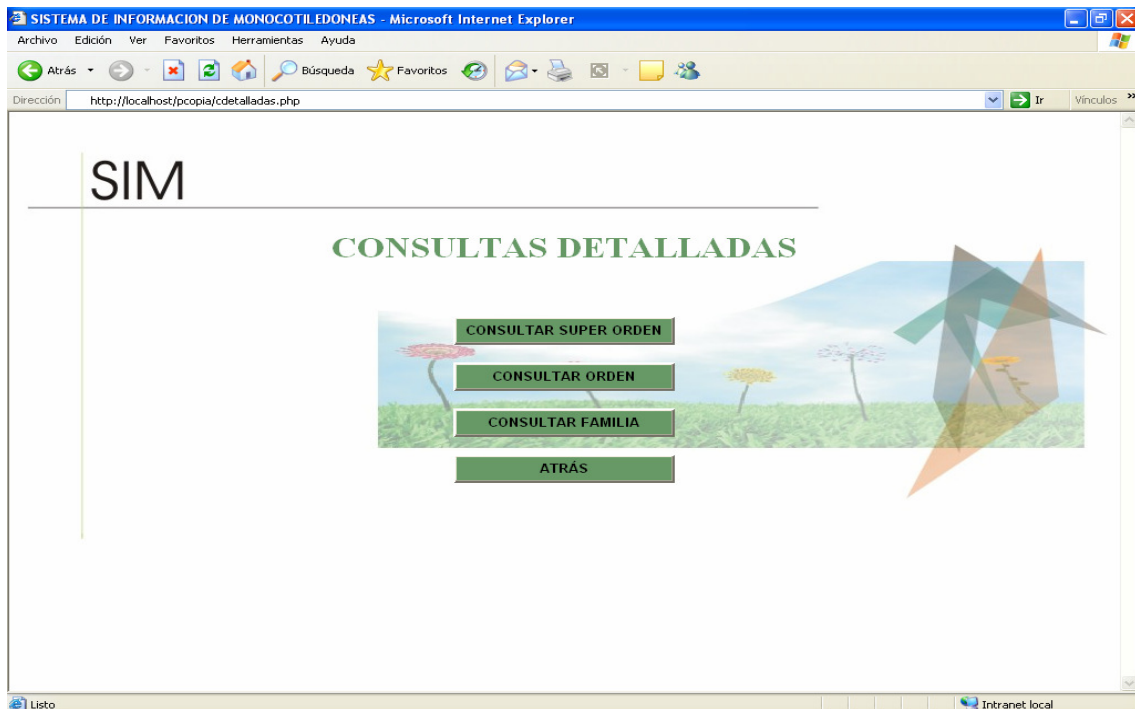 SISTEMA DE INFORMACION DE MONOCOTILEDONEAS - Microsoft Internet Explorer
Archivo Edición Ver Favoritos Herramientas Ayuda
Atrás Búsqueda Favoritos
Dirección http://localhost/pcopia/cdetalladas.php Ir Vínculos »
SIM
CONSULTAS DETALLADAS
CONSULTAR SUPER ORDEN
CONSULTAR ORDEN
CONSULTAR FAMILIA
ATRÁS
Listo Intranet local